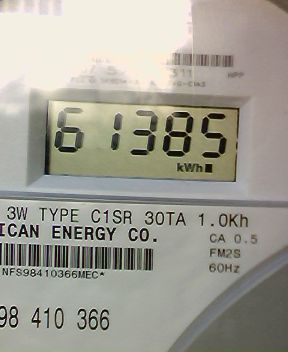 61385
kWh
3W TYPE C1SR 30TA 1.0Kh
ICAN ENERGY CO.
CA 0.5
FM2S
60Hz
NFS98410366MEC*
98 410 366